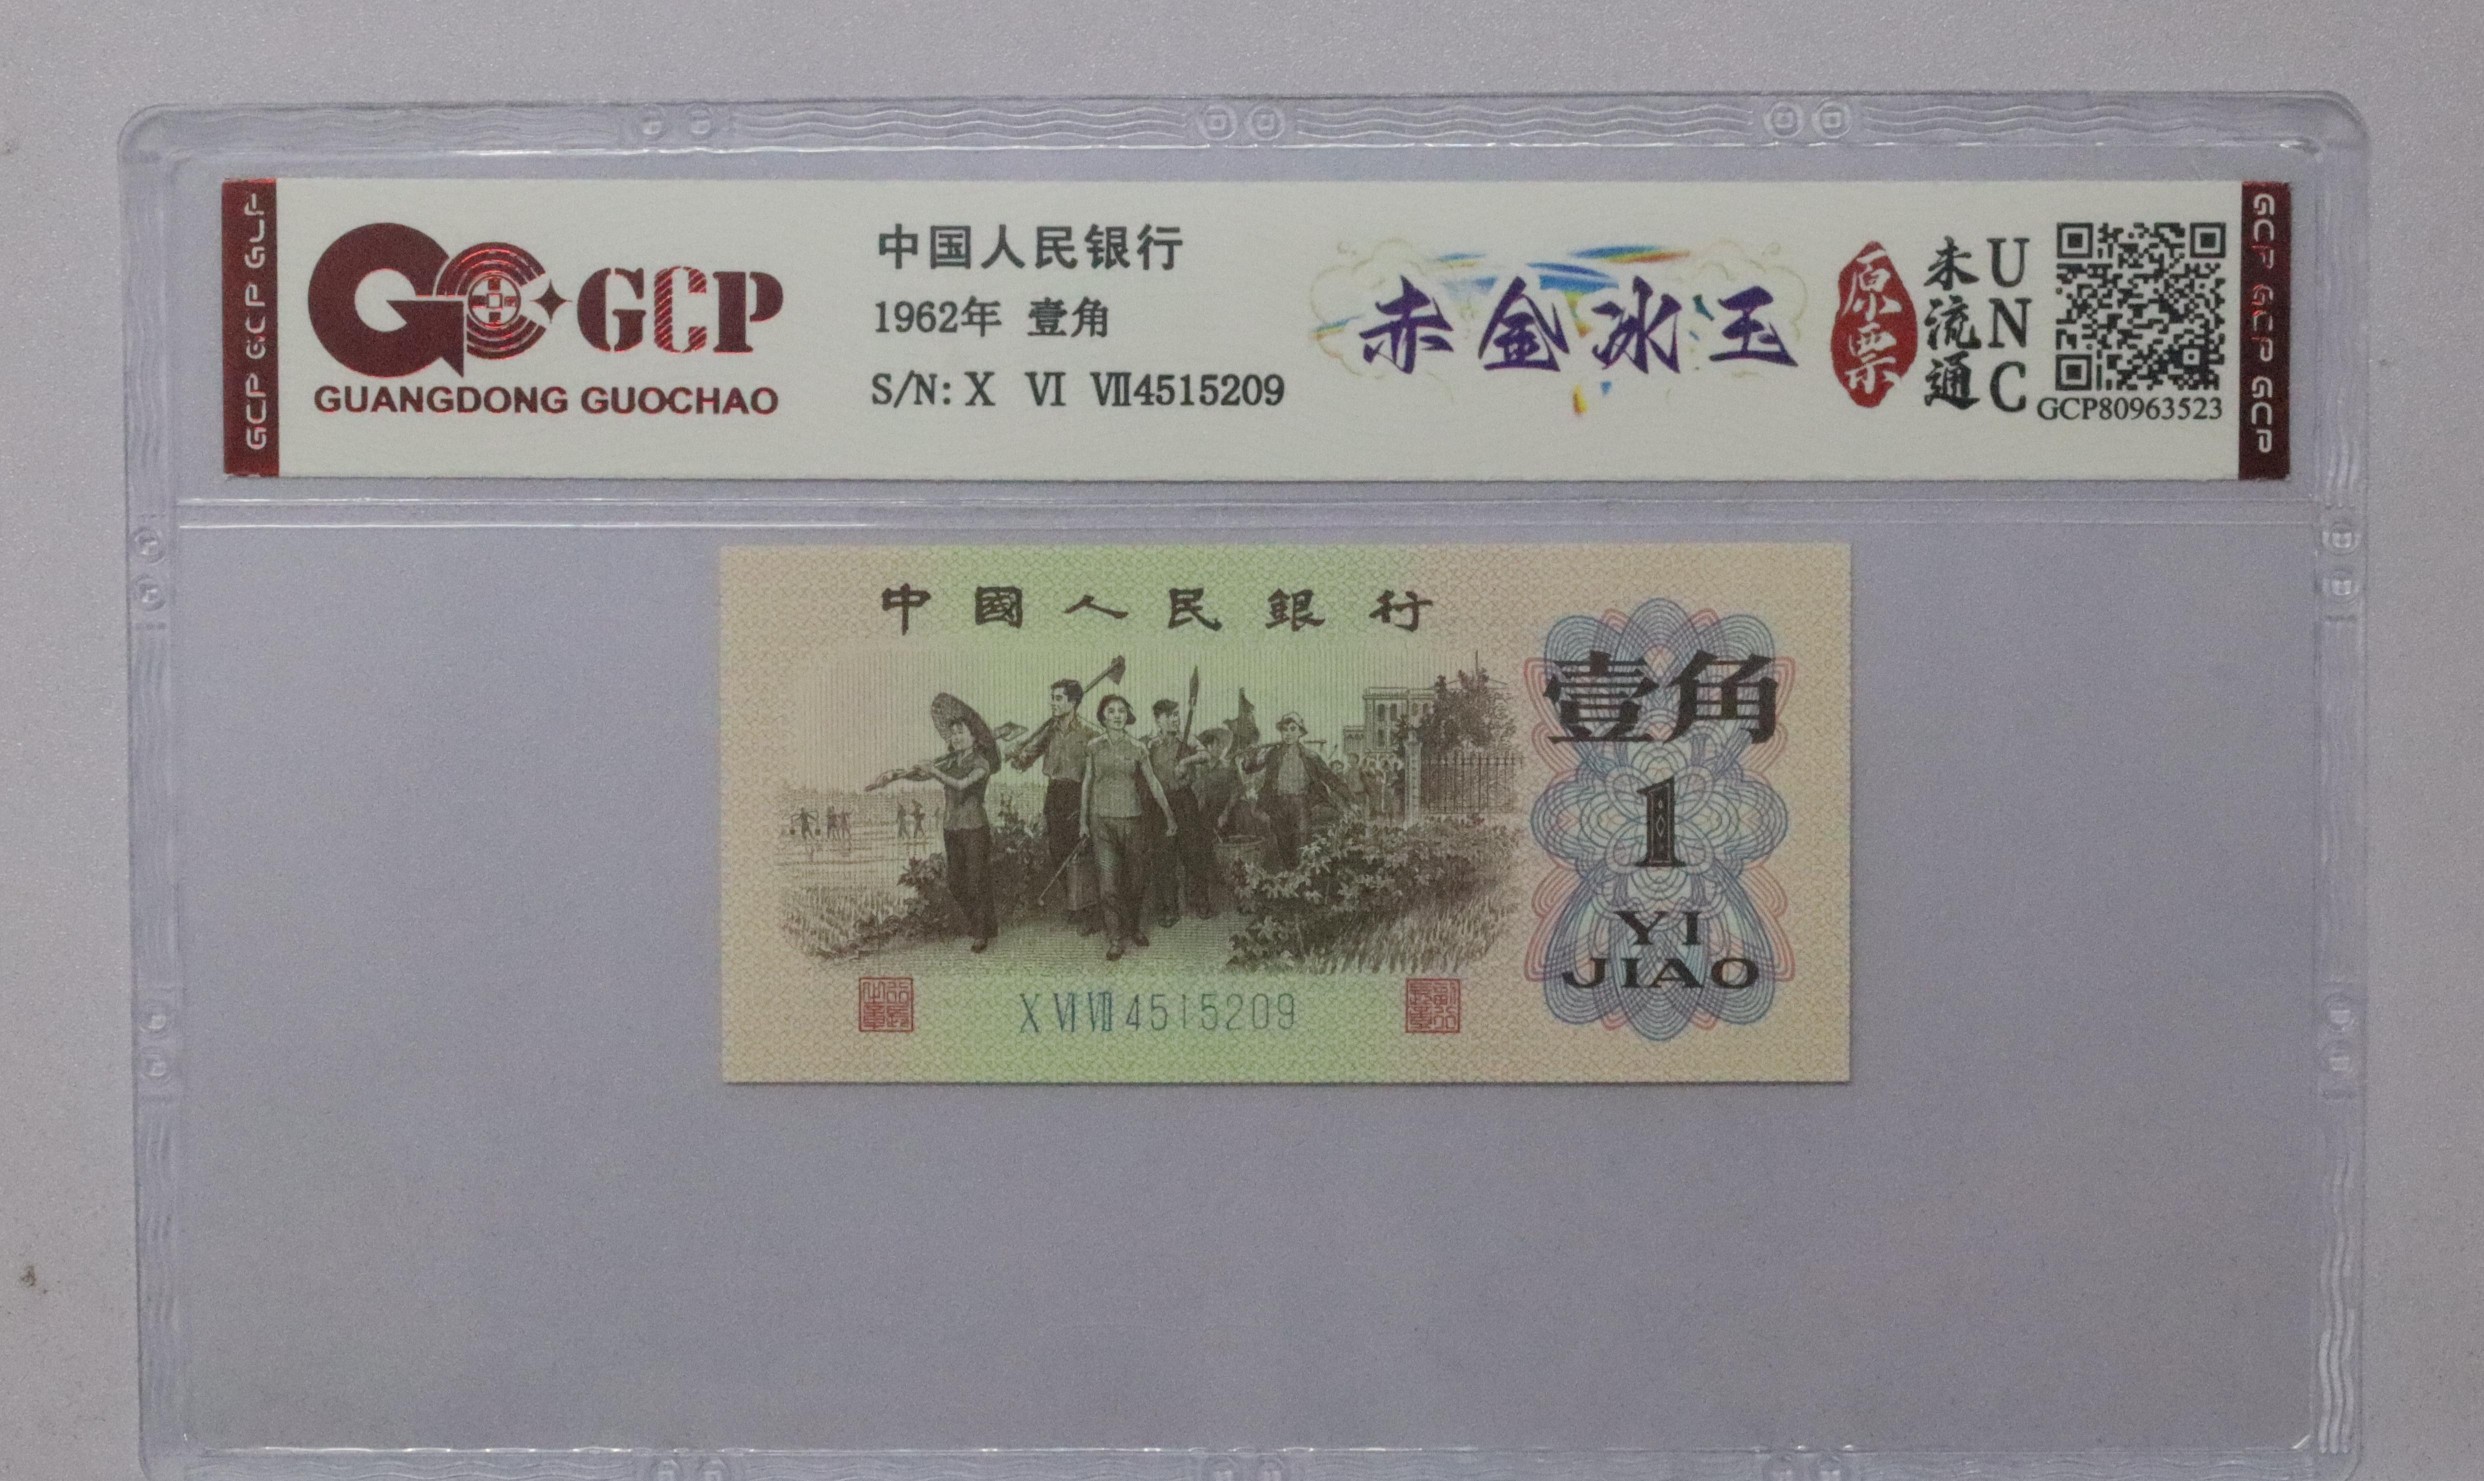 GCP GCP GCP
GCP
GUANGDONG GUOCHAO
中国人民银行
1962年 壹角
S/N: X VI VII4515209
赤金冰玉
原票
未流通
UNC
GCP80963523
GCP GCP GCP
中國人民銀行
壹角
1
YI
JIAO
X VI VII 4515209